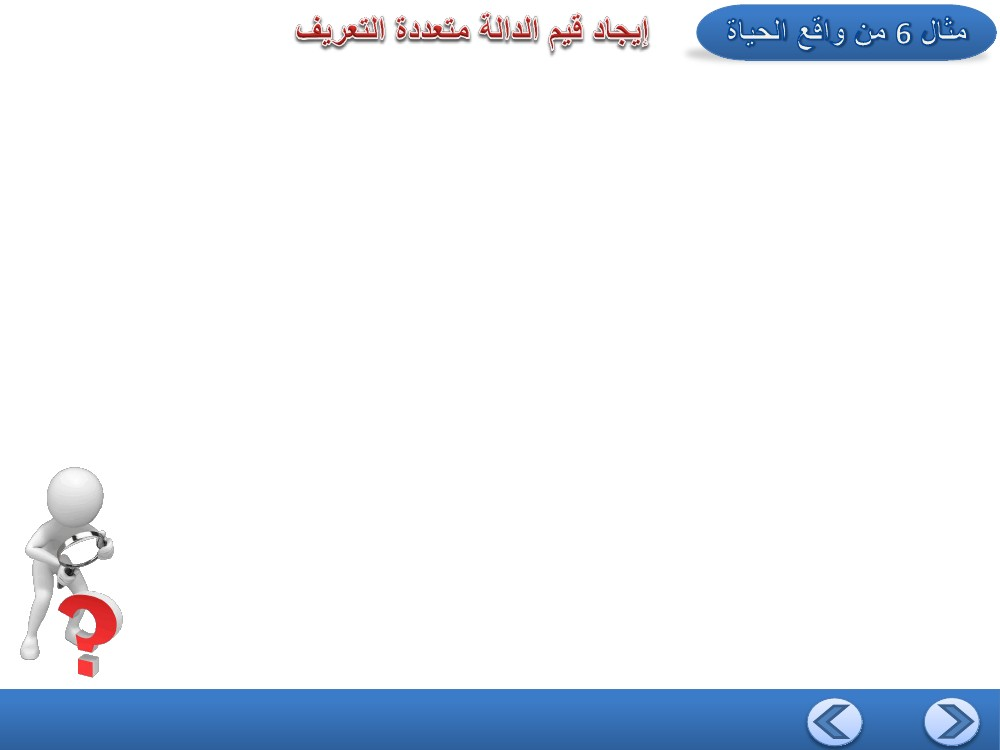 مثال 6 من واقع الحياة
إيجاد قيم الدالة متعددة التعريف